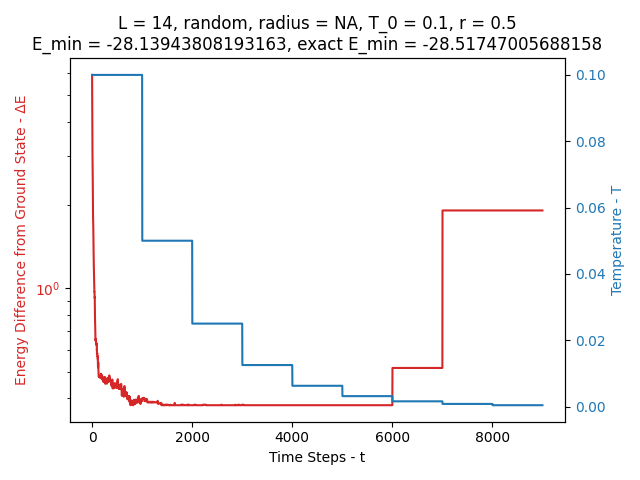 L = 14, random, radius = NA, T_0 = 0.1, r = 0.5
E_min = -28.13943808193163, exact E_min = -28.51747005688158
Energy Difference from Ground State - ΔE
10⁰
0.10
0.08
0.06
0.04
0.02
0.00
Temperature - T
0 2000 4000 6000 8000
Time Steps - t